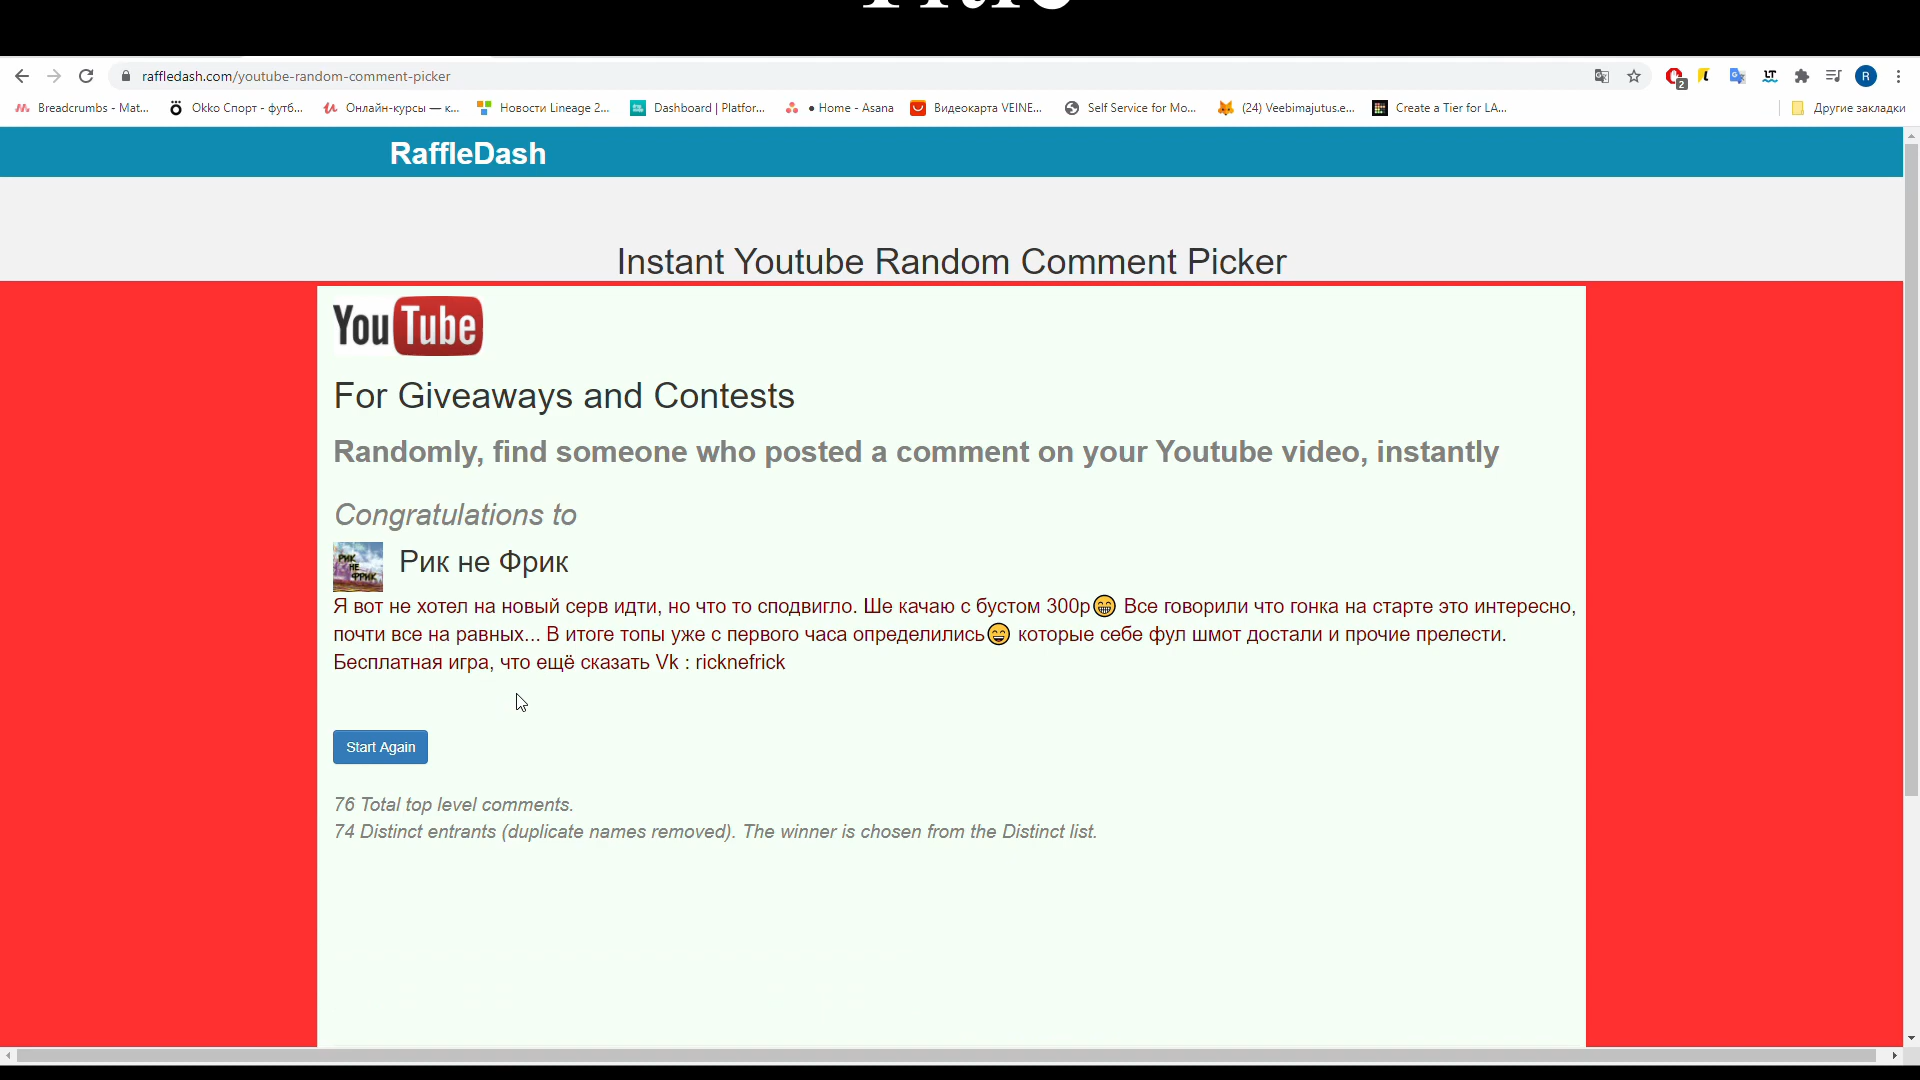 raffledash.com/youtube-random-comment-picker
2
R
Breadcrumbs - Mat...
Okko Спорт - футб...
Онлайн-курсы — к...
Новости Lineage 2...
Dashboard | Platfor...
• Home - Asana
Видеокарта VEINE...
Self Service for Mo...
(24) Veebimajutus.e...
Create a Tier for LA...
Другие закладки
RaffleDash
Instant Youtube Random Comment Picker
YouTube
For Giveaways and Contests
Randomly, find someone who posted a comment on your Youtube video, instantly
Congratulations to
РИК НЕ ФРИК
Рик не Фрик
Я вот не хотел на новый серв идти, но что то сподвигло. Ше качаю с бустом 300р😁 Все говорили что гонка на старте это интересно,
почти все на равных... В итоге топы уже с первого часа определились😄 которые себе фул шмот достали и прочие прелести.
Бесплатная игра, что ещё сказать Vk : ricknefrick
Start Again
76 Total top level comments.
74 Distinct entrants (duplicate names removed). The winner is chosen from the Distinct list.